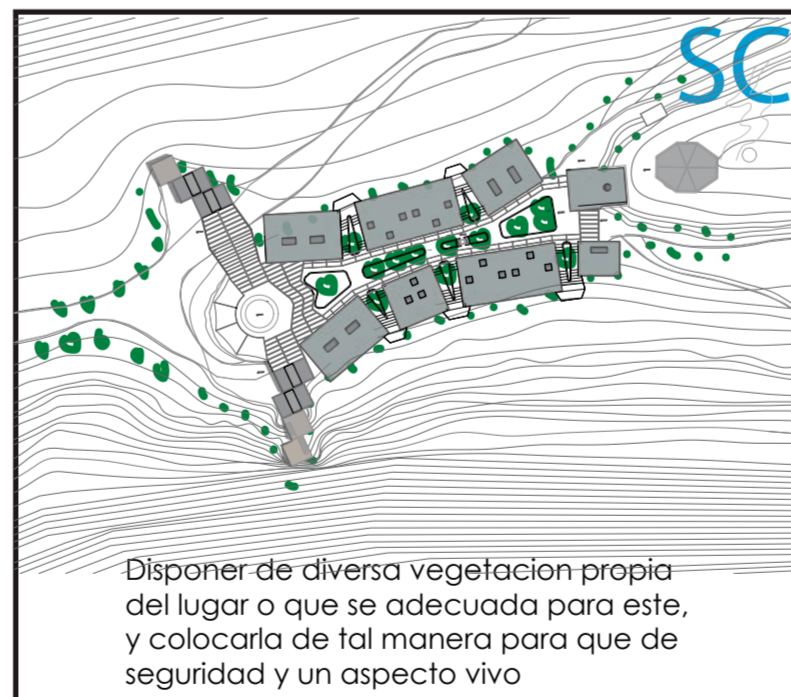 SC
Disponer de diversa vegetacion propia
del lugar o que se adecuada para este,
y colocarla de tal manera para que de
seguridad y un aspecto vivo